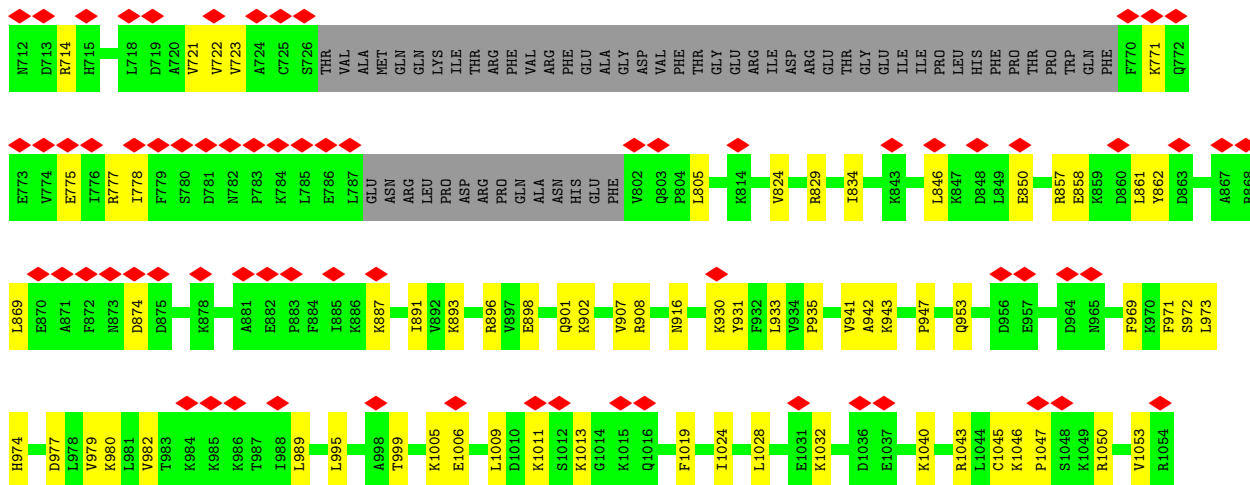 N712 D713 R714 H715 L718 D719 A720 V721 V722 V723 A724 C725 S726 THR VAL ALA MET GLN GLN LYS ILE THR ARG PHE VAL ARG PHE GLU ALA GLY ASP VAL PHE THR GLY GLU ARG ILE ASP ARG GLU THR GLY GLU ILE ILE PRO LEU HIS PHE PRO THR PRO TRP GLN PHE F770 K771 Q772
E773 V774 E775 I776 R777 I778 F779 S780 D781 N782 P783 K784 L785 E786 L787 GLU ASN ARG LEU PRO ASP ARG PRO GLN ALA ASN HIS GLU PHE V802 Q803 P804 L805 K814 V824 R829 I834 K843 L846 K847 D848 L849 E850 R857 E858 K859 D860 L861 Y862 D863 A867 R868
L869 E870 A871 F872 N873 D874 D875 K878 A881 E882 P883 F884 I885 K886 K887 I891 V892 K893 R896 V897 E898 Q901 K902 V907 R908 N916 K930 Y931 F932 L933 V934 P935 V941 A942 K943 P947 Q953 D956 E957 D964 N965 F969 K970 F971 S972 L973
H974 D977 L978 V979 K980 L981 V982 T983 K984 K985 K986 T987 I988 L989 L995 A998 T999 K1005 E1006 L1009 D1010 K1011 S1012 K1013 G1014 K1015 Q1016 F1019 I1024 L1028 E1031 K1032 D1036 E1037 K1040 R1043 L1044 C1045 K1046 P1047 S1048 K1049 R1050 V1053 R1054